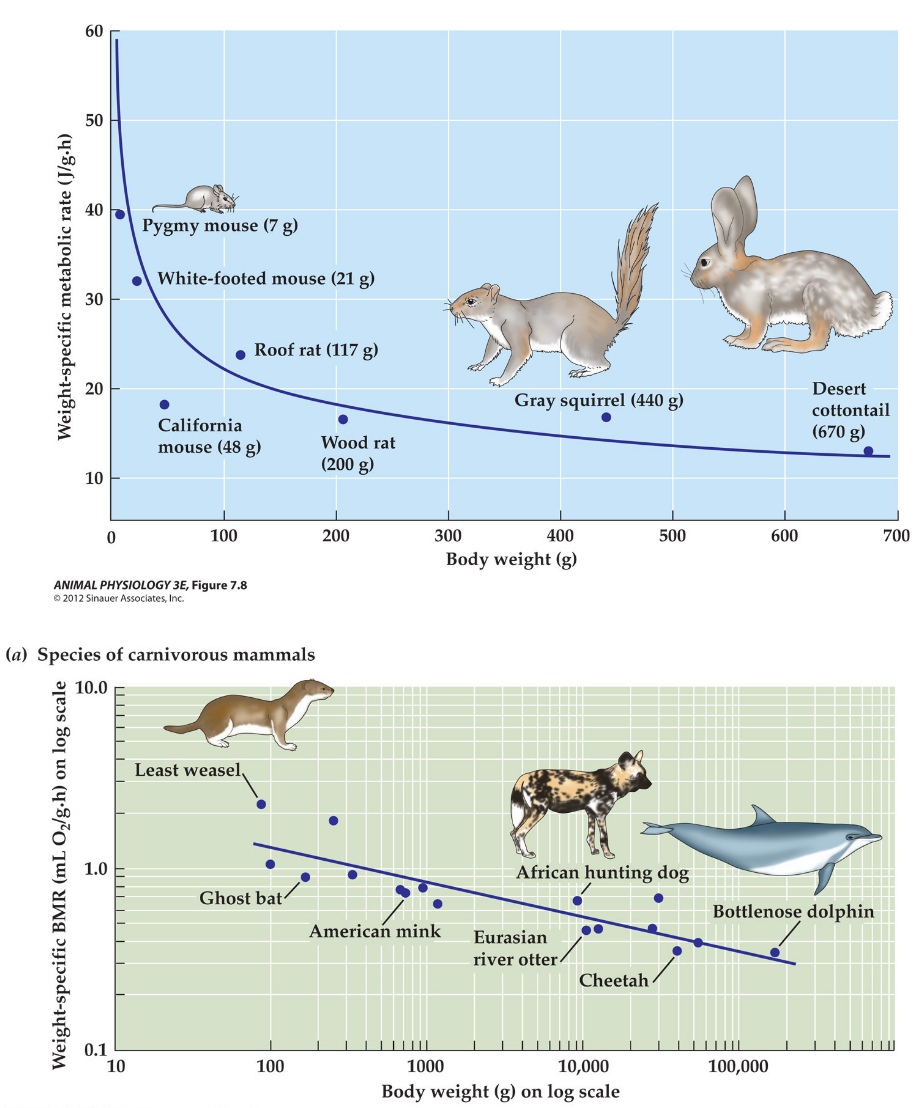 60
50
40
30
20
10
Weight-specific metabolic rate (J/g·h)
Pygmy mouse (7 g)
White-footed mouse (21 g)
Roof rat (117 g)
California
mouse (48 g)
Wood rat
(200 g)
Gray squirrel (440 g)
Desert
cottontail
(670 g)
0 100 200 300 400 500 600 700
Body weight (g)
ANIMAL PHYSIOLOGY 3E, Figure 7.8
© 2012 Sinauer Associates, Inc.
(a) Species of carnivorous mammals
Weight-specific BMR (mL O₂/g·h) on log scale
10.0
1.0
0.1
Least weasel
Ghost bat
American mink
African hunting dog
Eurasian
river otter
Cheetah
Bottlenose dolphin
10 100 1000 10,000 100,000
Body weight (g) on log scale